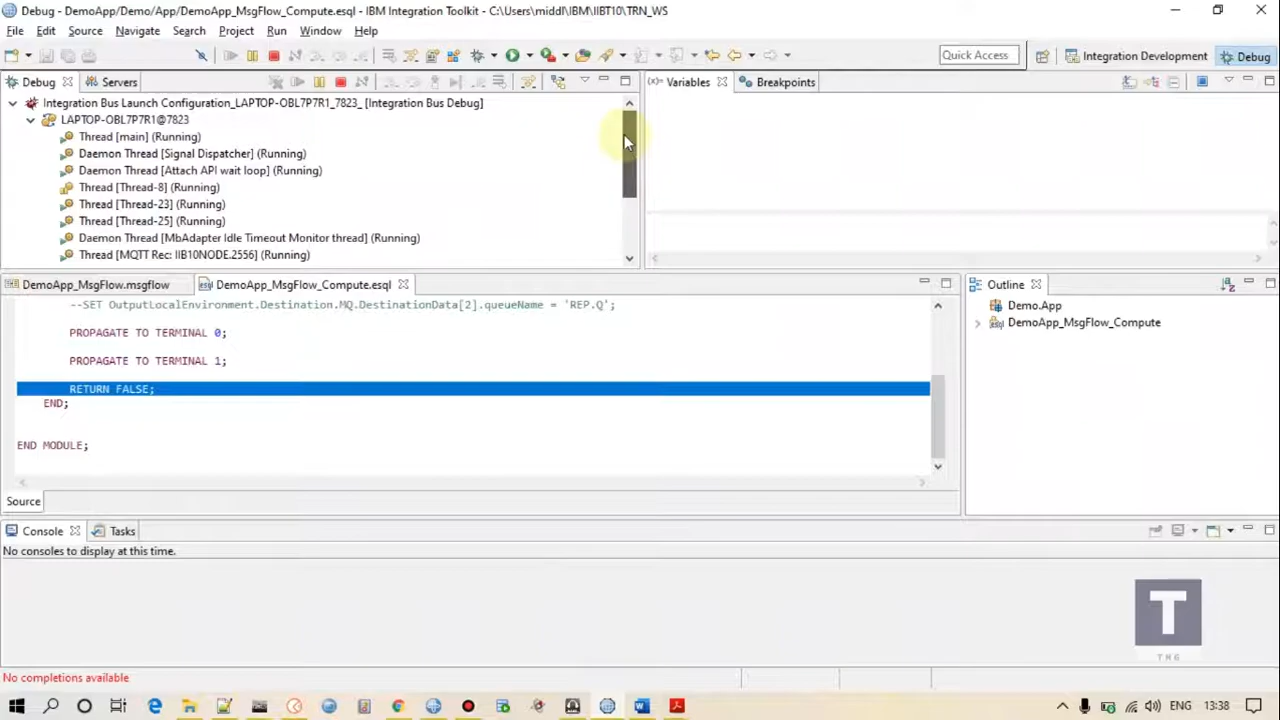 Debug - DemoApp/Demo/App/DemoApp_MsgFlow_Compute.esql - IBM Integration Toolkit - C:\Users\middl\IBM\IIBT10\TRN_WS
File Edit Source Navigate Search Project Run Window Help
Quick Access Integration Development Debug
Debug Servers (x)= Variables Breakpoints
Integration Bus Launch Configuration_LAPTOP-OBL7P7R1_7823_ [Integration Bus Debug]
LAPTOP-OBL7P7R1@7823
Thread [main] (Running)
Daemon Thread [Signal Dispatcher] (Running)
Daemon Thread [Attach API wait loop] (Running)
Thread [Thread-8] (Running)
Thread [Thread-23] (Running)
Thread [Thread-25] (Running)
Daemon Thread [MbAdapter Idle Timeout Monitor thread] (Running)
Thread [MQTT Rec: IIB10NODE.2556] (Running)
DemoApp_MsgFlow.msgflow DemoApp_MsgFlow_Compute.esql Outline
--SET OutputLocalEnvironment.Destination.MQ.DestinationData[2].queueName = 'REP.Q';
Demo.App
DemoApp_MsgFlow_Compute
PROPAGATE TO TERMINAL 0;
PROPAGATE TO TERMINAL 1;
RETURN FALSE;
END;
END MODULE;
Source
Console Tasks
No consoles to display at this time.
T
TMG
No completions available
ENG 13:38